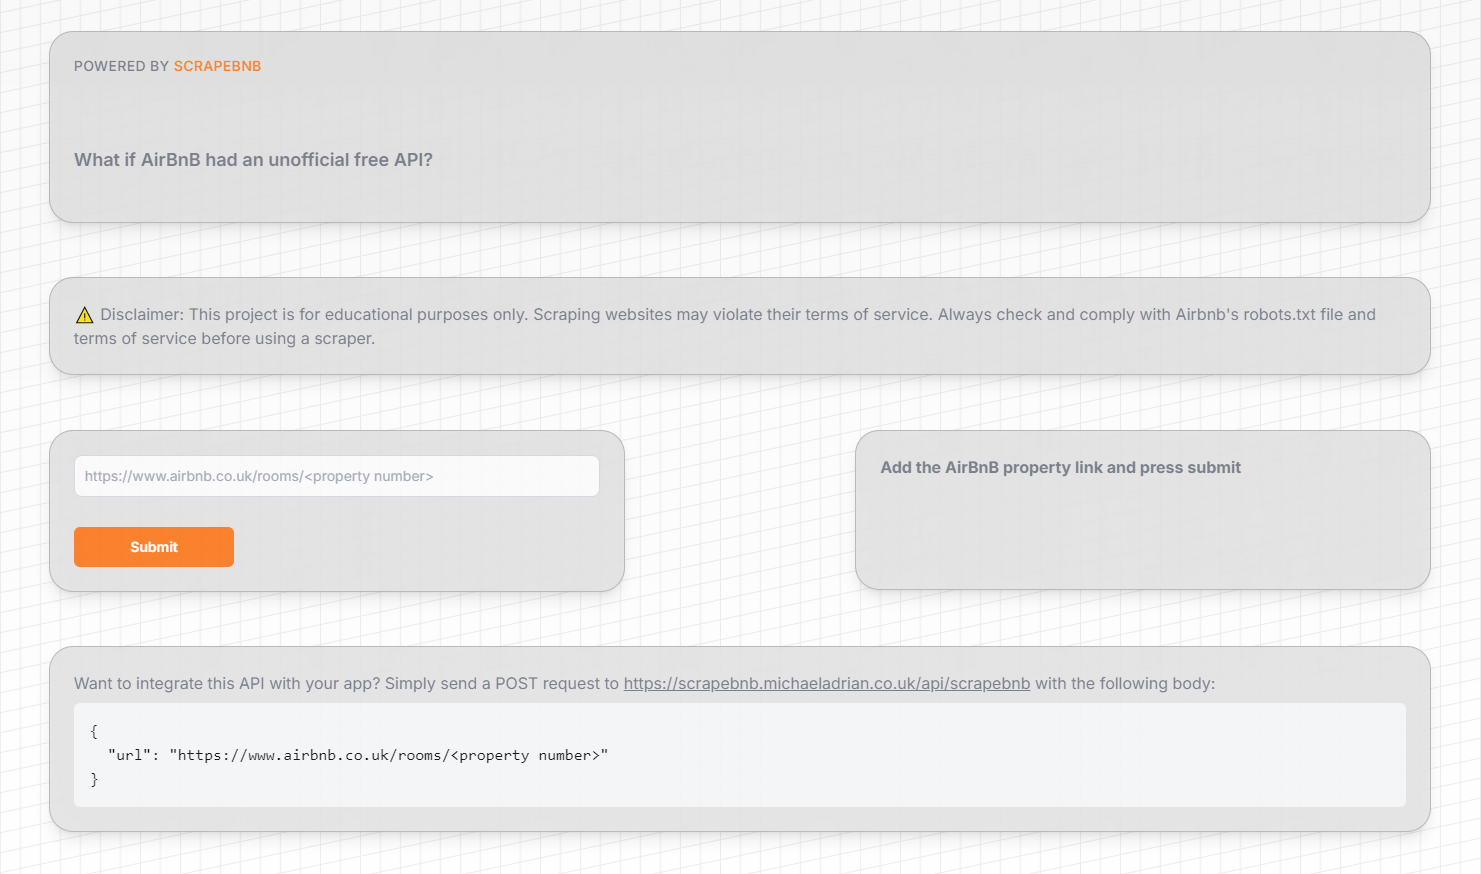 POWERED BY SCRAPEBNB
What if AirBnB had an unofficial free API?
⚠️ Disclaimer: This project is for educational purposes only. Scraping websites may violate their terms of service. Always check and comply with Airbnb's robots.txt file and
terms of service before using a scraper.
https://www.airbnb.co.uk/rooms/<property number>
Submit
Add the AirBnB property link and press submit
Want to integrate this API with your app? Simply send a POST request to https://scrapebnb.michaeladrian.co.uk/api/scrapebnb with the following body:
{
  "url": "https://www.airbnb.co.uk/rooms/<property number>"
}